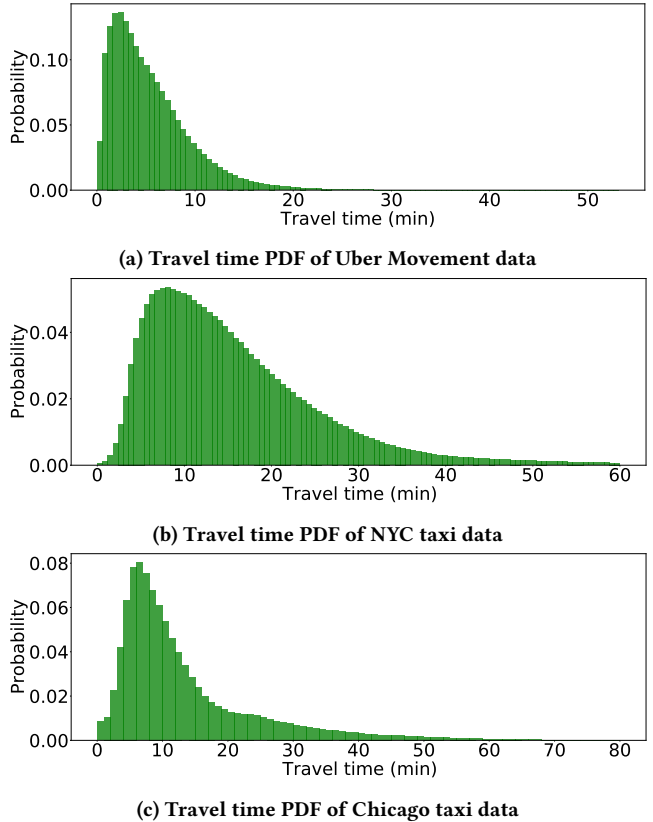 Probability
0.10
0.05
0.00
0 10 20 30 40 50
Travel time (min)
(a) Travel time PDF of Uber Movement data
Probability
0.04
0.02
0.00
0 10 20 30 40 50 60
Travel time (min)
(b) Travel time PDF of NYC taxi data
Probability
0.08
0.06
0.04
0.02
0.00
0 10 20 30 40 50 60 70 80
Travel time (min)
(c) Travel time PDF of Chicago taxi data